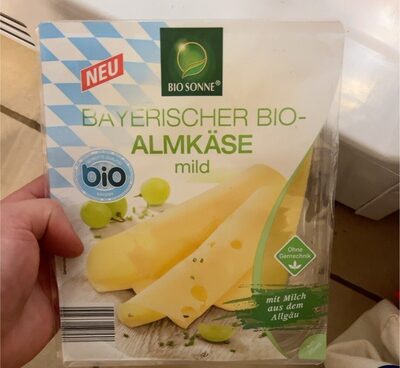 NEU
BIO SONNE®
BAYERISCHER BIO-
ALMKÄSE
mild
bio
Ohne
Gentechnik
mit Milch
aus dem
Allgäu